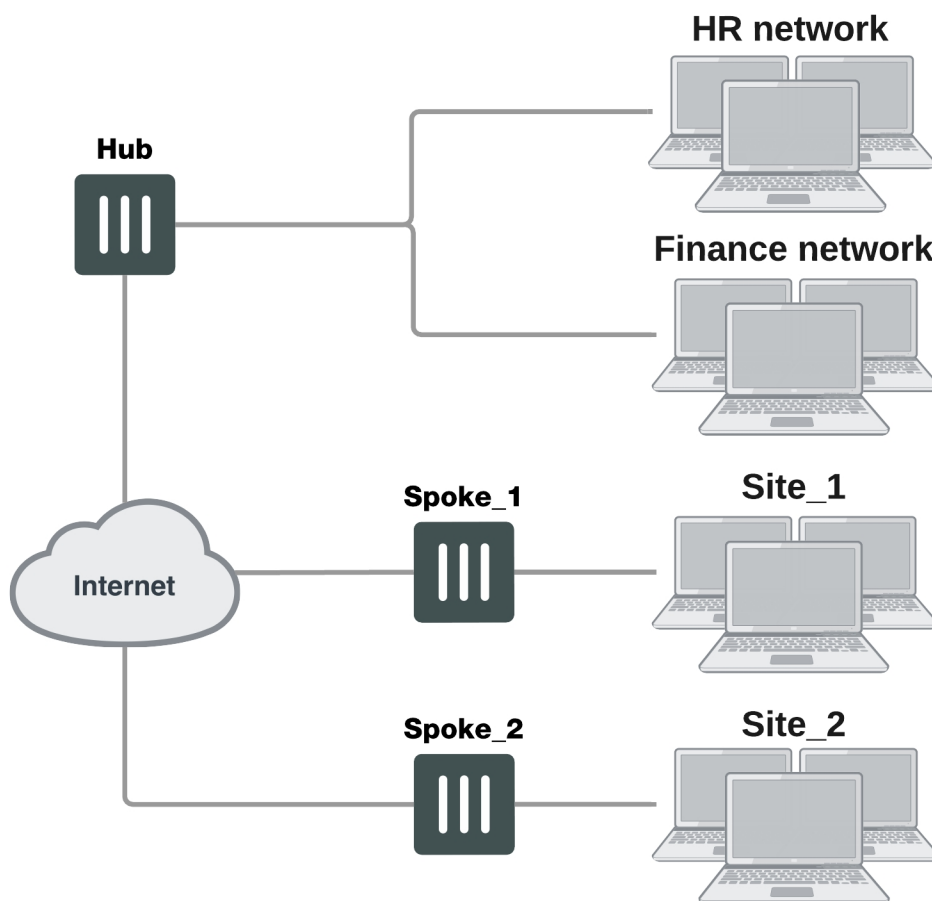 HR network
Hub
Finance network
Spoke_1
Site_1
Internet
Spoke_2
Site_2